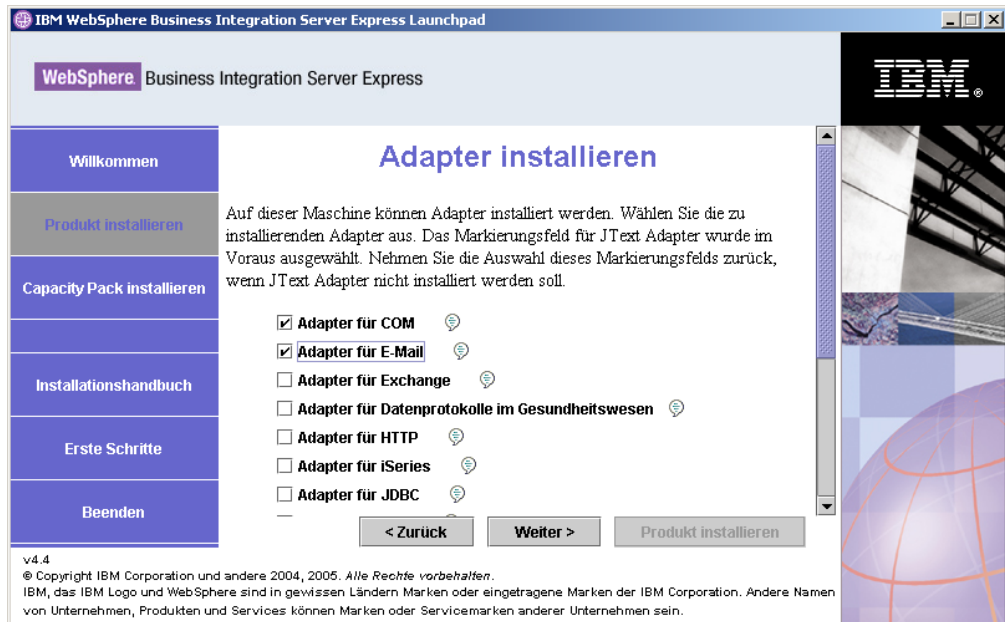 IBM WebSphere Business Integration Server Express Launchpad
WebSphere. Business Integration Server Express
IBM®
Willkommen
Produkt installieren
Capacity Pack installieren
Installationshandbuch
Erste Schritte
Beenden
Adapter installieren
Auf dieser Maschine können Adapter installiert werden. Wählen Sie die zu
installierenden Adapter aus. Das Markierungsfeld für JText Adapter wurde im
Voraus ausgewählt. Nehmen Sie die Auswahl dieses Markierungsfelds zurück,
wenn JText Adapter nicht installiert werden soll.
Adapter für COM
Adapter für E-Mail
Adapter für Exchange
Adapter für Datenprotokolle im Gesundheitswesen
Adapter für HTTP
Adapter für iSeries
Adapter für JDBC
< Zurück
Weiter >
Produkt installieren
v4.4
© Copyright IBM Corporation und andere 2004, 2005. Alle Rechte vorbehalten.
IBM, das IBM Logo und WebSphere sind in gewissen Ländern Marken oder eingetragene Marken der IBM Corporation. Andere Namen
von Unternehmen, Produkten und Services können Marken oder Servicemarken anderer Unternehmen sein.